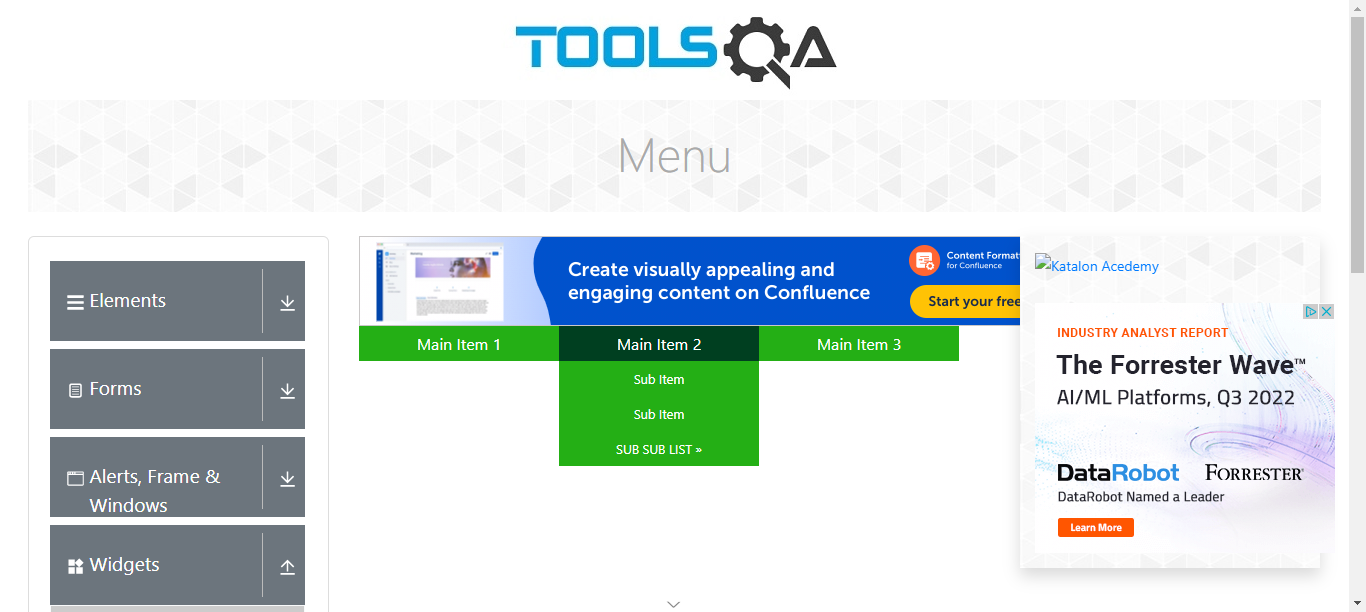 TOOLSQA
Menu
Elements
Forms
Alerts, Frame &
Windows
Widgets
Create visually appealing and
engaging content on Confluence
Content Format
for Confluence
Start your free
Main Item 1
Main Item 2
Main Item 3
Sub Item
Sub Item
SUB SUB LIST »
Katalon Acedemy
INDUSTRY ANALYST REPORT
The Forrester Wave™
AI/ML Platforms, Q3 2022
DataRobot
FORRESTER®
DataRobot Named a Leader
Learn More